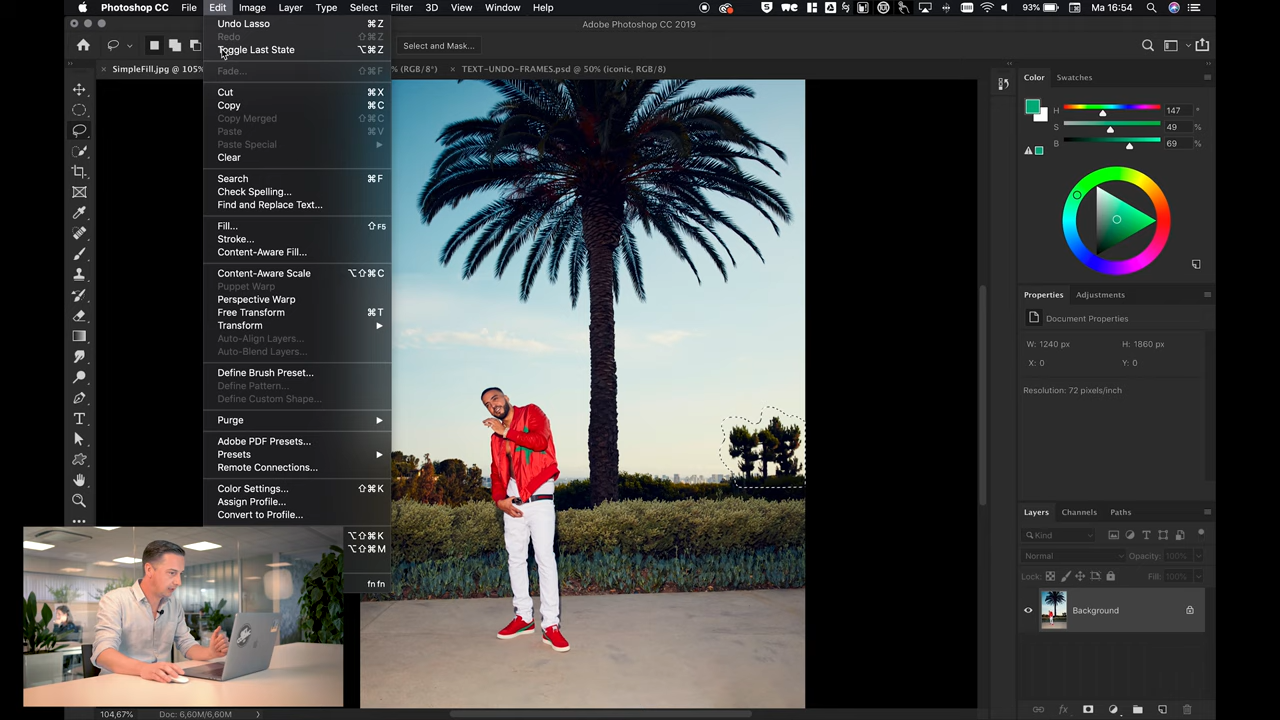 Photoshop CC File Edit Image Layer Type Select Filter 3D View Window Help 93% Ma 16:54
Adobe Photoshop CC 2019
Select and Mask...
SimpleFill.jpg @ 105% (RGB/8*) × TEXT-UNDO-FRAMES.psd @ 50% (iconic, RGB/8)
Undo Lasso ⌘Z
Redo ⇧⌘Z
Toggle Last State ⌥⌘Z
Fade... ⇧⌘F
Cut ⌘X
Copy ⌘C
Copy Merged ⇧⌘C
Paste ⌘V
Paste Special
Clear
Search ⌘F
Check Spelling...
Find and Replace Text...
Fill... ⇧F5
Stroke...
Content-Aware Fill...
Content-Aware Scale ⌥⇧⌘C
Puppet Warp
Perspective Warp
Free Transform ⌘T
Transform
Auto-Align Layers...
Auto-Blend Layers...
Define Brush Preset...
Define Pattern...
Define Custom Shape...
Purge
Adobe PDF Presets...
Presets
Remote Connections...
Color Settings... ⇧⌘K
Assign Profile...
Convert to Profile...
⌥⇧⌘K
⌥⇧⌘M
fn fn
Color Swatches
H 147 °
S 49 %
B 69 %
Properties Adjustments
Document Properties
W: 1240 px H: 1860 px
X: 0 Y: 0
Resolution: 72 pixels/inch
Layers Channels Paths
Kind
Normal Opacity: 100%
Lock: Fill: 100%
Background
104,67% Doc: 6,60M/6,60M